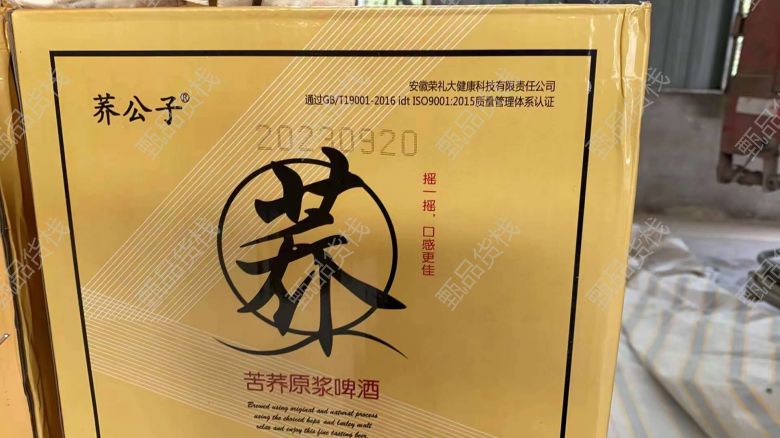 荞公子®
安徽荣礼大健康科技有限责任公司
通过GB/T19001-2016 idt ISO9001:2015质量管理体系认证
20230920
荞
摇一摇，口感更佳
苦荞原浆啤酒
Brewed using original and natural process
using the choiced hops and barley malt
relax and enjoy this fine tasting beer
甄品货栈